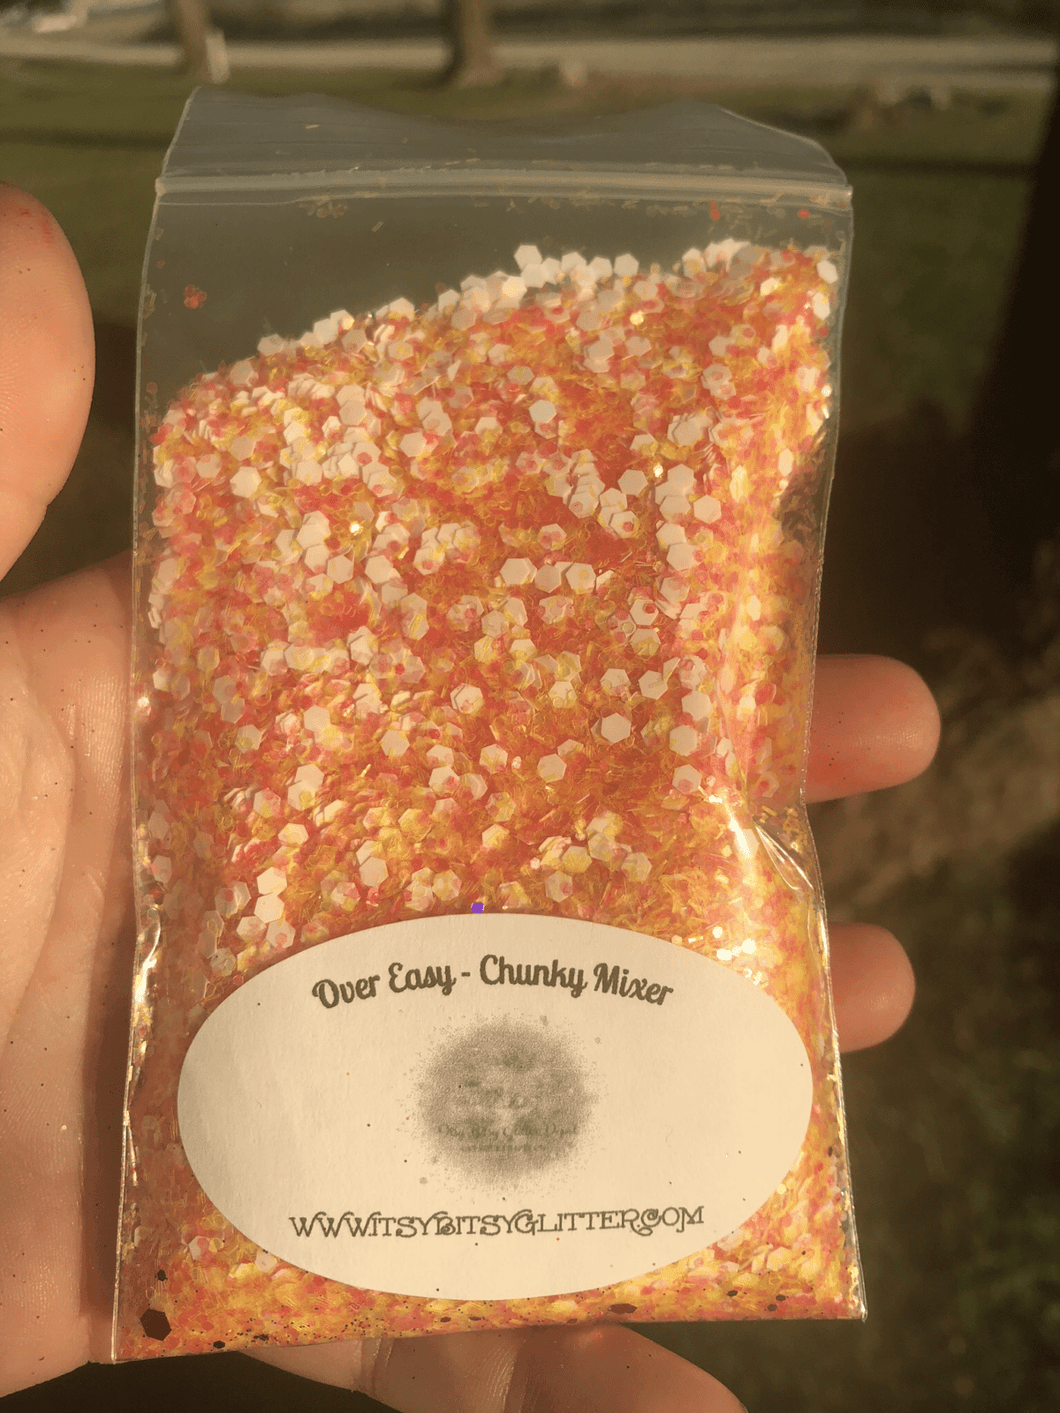 Over Easy - Chunky Mixer
WWW.ITSYBITSYGLITTER.COM